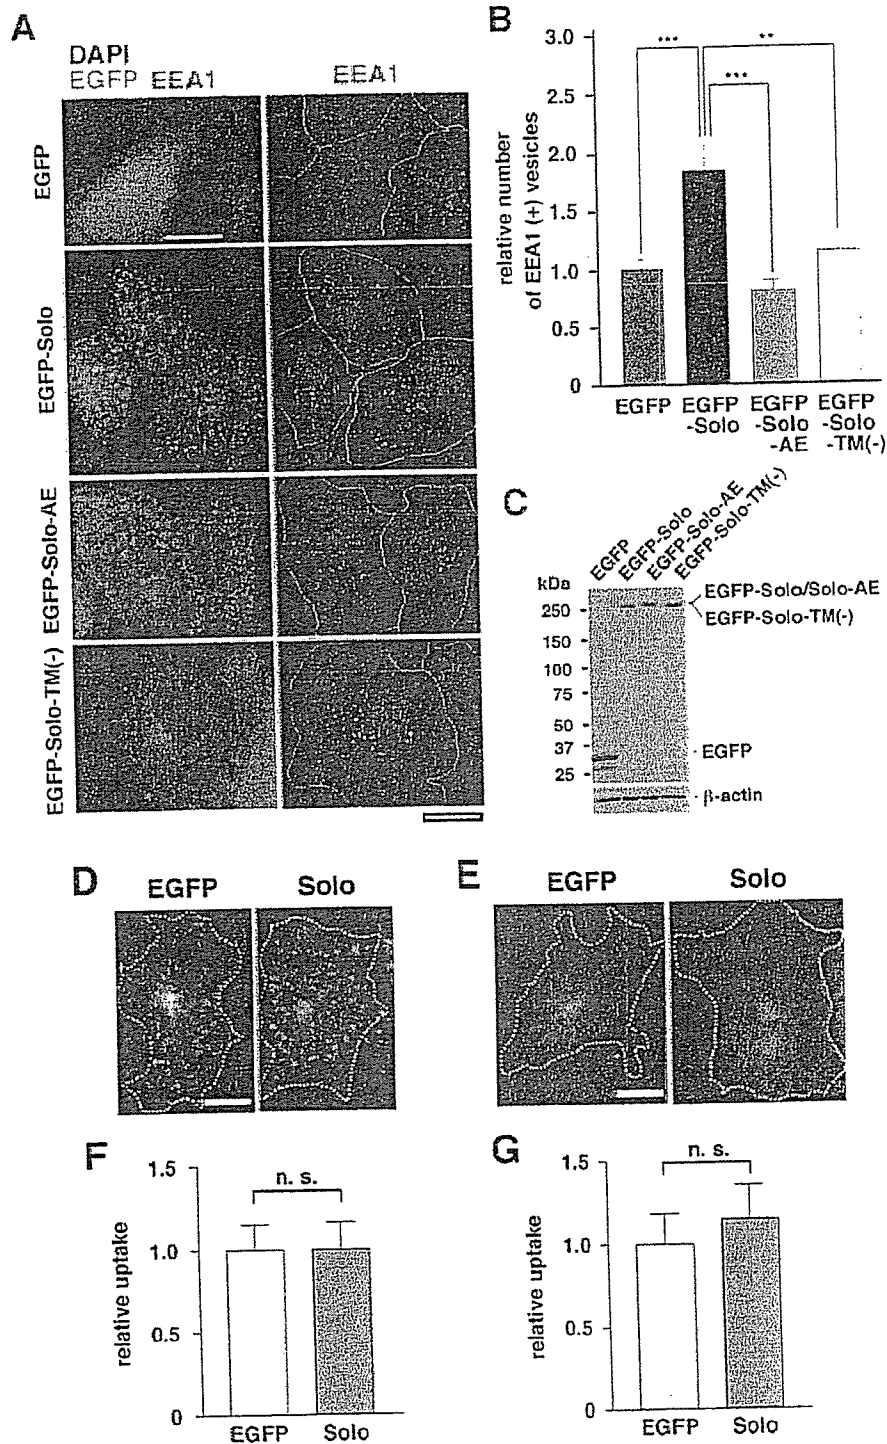 A
DAPI
EGFP EEA1
EEA1
EGFP
EGFP-Solo
EGFP-Solo-AE
EGFP-Solo-TM(-)
B
relative number
of EEA1 (+) vesicles
3.0
2.5
2.0
1.5
1.0
0.5
0
***
**
***
EGFP
EGFP
-Solo
EGFP
-Solo
-AE
EGFP
-Solo
-TM(-)
C
EGFP
EGFP-Solo
EGFP-Solo-AE
EGFP-Solo-TM(-)
kDa
250
150
100
75
50
37
25
EGFP-Solo/Solo-AE
EGFP-Solo-TM(-)
EGFP
β-actin
D
EGFP
Solo
E
EGFP
Solo
F
relative uptake
1.5
1.0
0.5
0
n. s.
EGFP
Solo
G
relative uptake
1.5
1.0
0.5
0
n. s.
EGFP
Solo